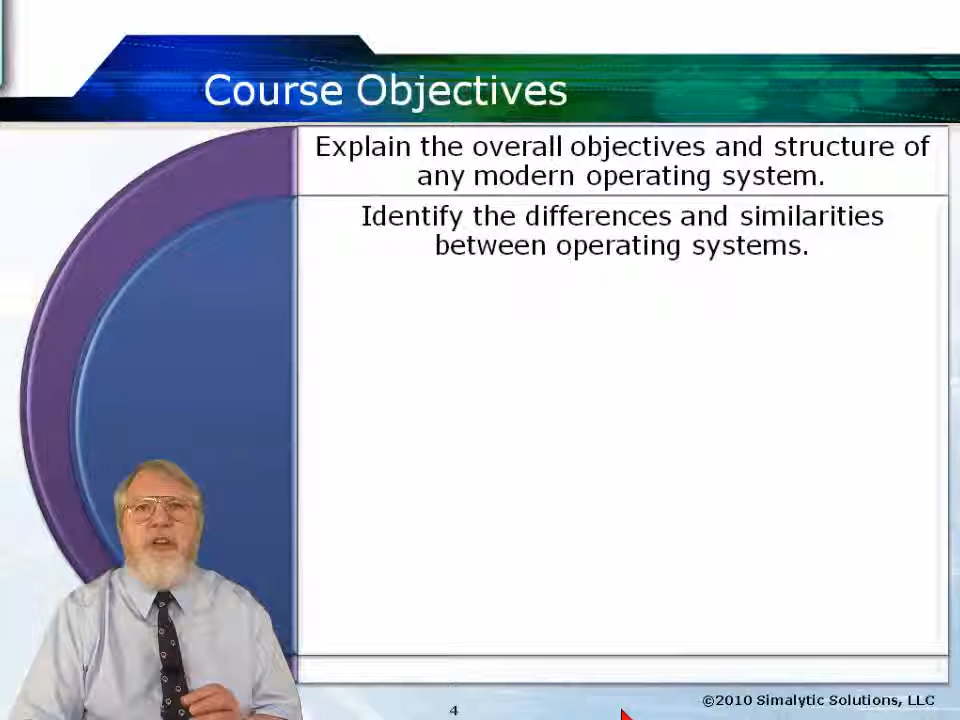 Course Objectives
Explain the overall objectives and structure of
any modern operating system.
Identify the differences and similarities
between operating systems.
4
©2010 Simalytic Solutions, LLC